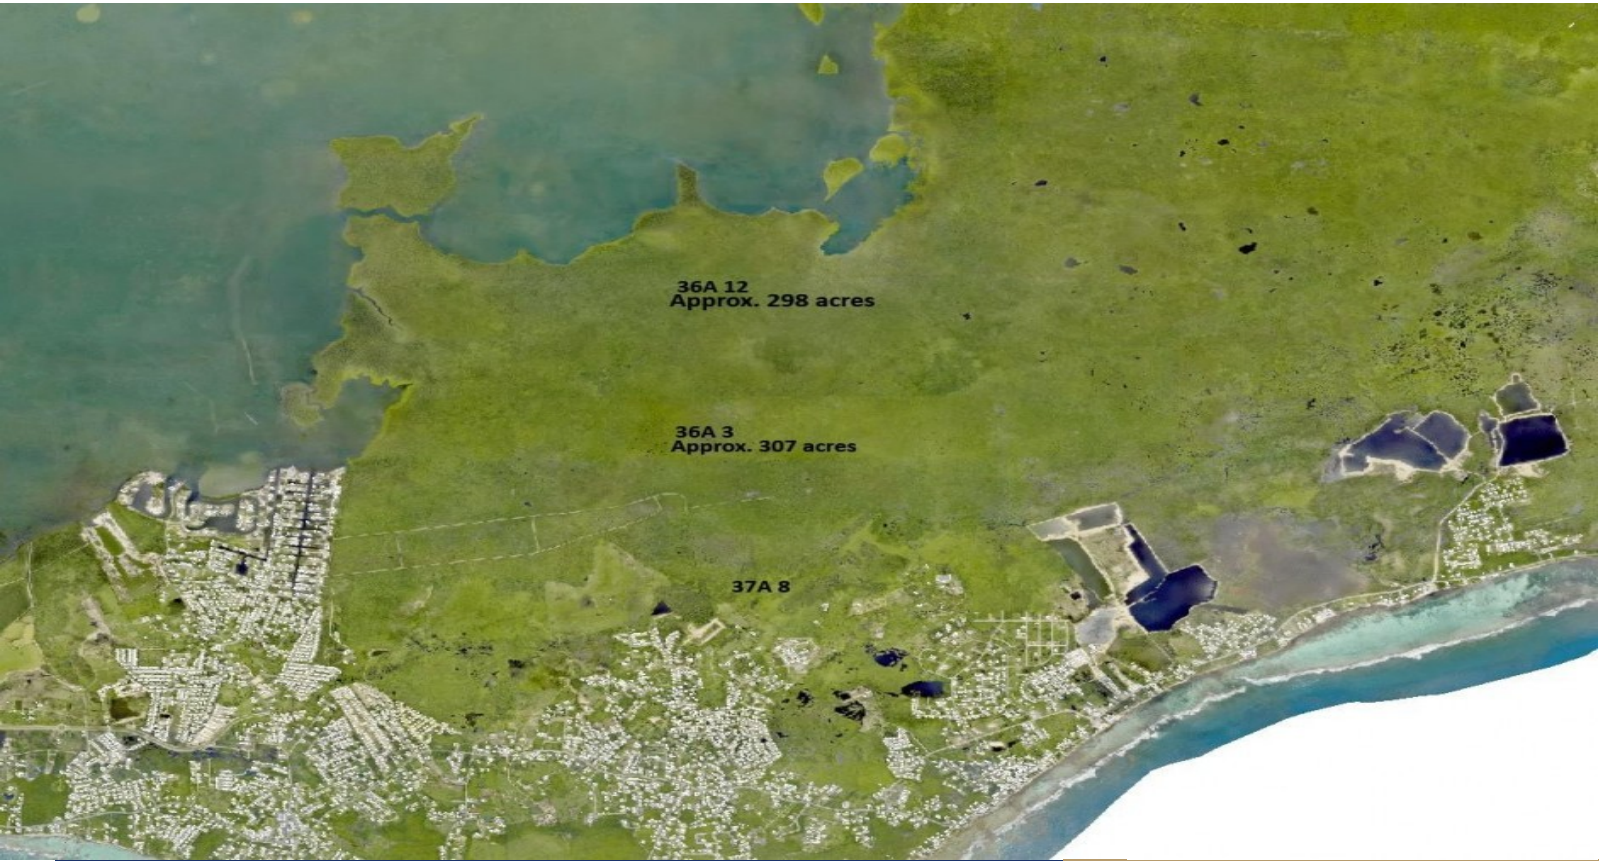 36A 12
Approx. 298 acres
36A 3
Approx. 307 acres
37A 8